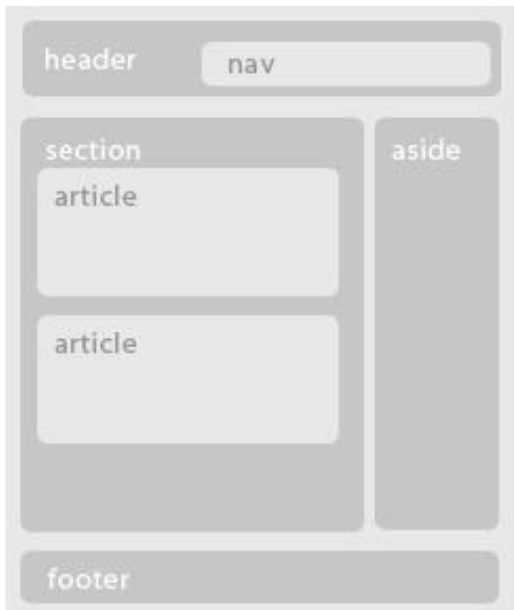 header
nav
section
aside
article
article
footer